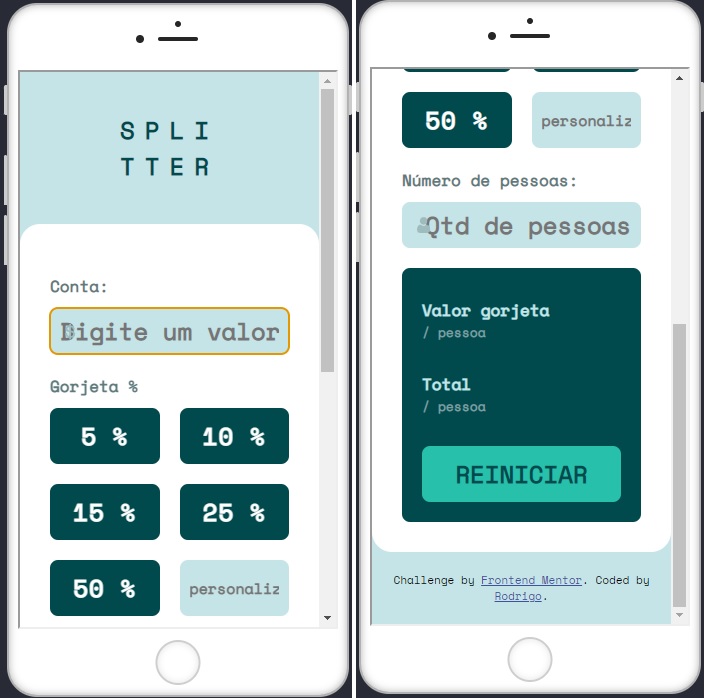 SPLI
TTER
Conta:
Digite um valor
Gorjeta %
5 %
10 %
15 %
25 %
50 %
personaliz
50 %
personaliz
Número de pessoas:
Qtd de pessoas
Valor gorjeta
/ pessoa
Total
/ pessoa
REINICIAR
Challenge by Frontend Mentor. Coded by
Rodrigo.